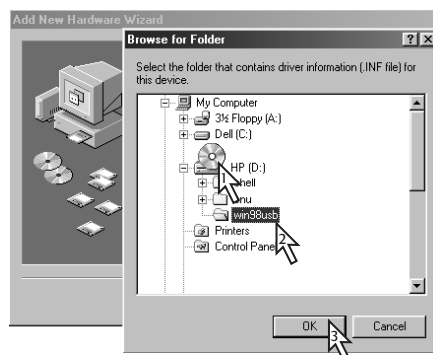 Add New Hardware Wizard
Browse for Folder
Select the folder that contains driver information (.INF file) for
this device.
My Computer
3½ Floppy (A:)
Dell (C:)
HP (D:)
hell
nu
win98usb
Printers
Control Pane
OK
Cancel
1
2
3